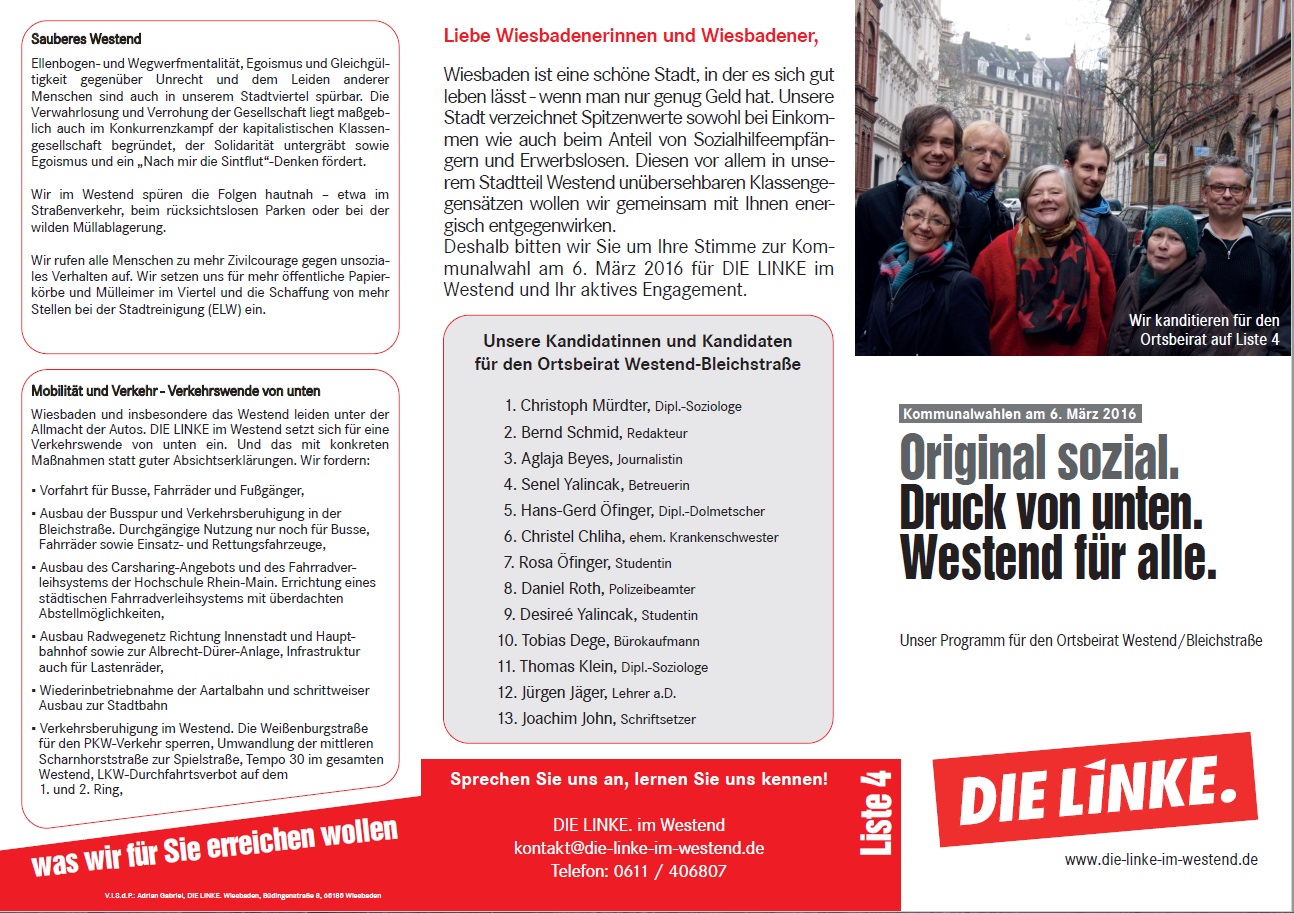 Sauberes Westend
Ellenbogen- und Wegwerfmentalität, Egoismus und Gleichgül-
tigkeit gegenüber Unrecht und dem Leiden anderer
Menschen sind auch in unserem Stadtviertel spürbar. Die
Verwahrlosung und Verrohung der Gesellschaft liegt maßgeb-
lich auch im Konkurrenzkampf der kapitalistischen Klassen-
gesellschaft begründet, der Solidarität untergräbt sowie
Egoismus und ein „Nach mir die Sintflut“-Denken fördert.
Wir im Westend spüren die Folgen hautnah – etwa im
Straßenverkehr, beim rücksichtslosen Parken oder bei der
wilden Müllablagerung.
Wir rufen alle Menschen zu mehr Zivilcourage gegen unsozia-
les Verhalten auf. Wir setzen uns für mehr öffentliche Papier-
körbe und Mülleimer im Viertel und die Schaffung von mehr
Stellen bei der Stadtreinigung (ELW) ein.
Mobilität und Verkehr - Verkehrswende von unten
Wiesbaden und insbesondere das Westend leiden unter der
Allmacht der Autos. DIE LINKE im Westend setzt sich für eine
Verkehrswende von unten ein. Und das mit konkreten
Maßnahmen statt guter Absichtserklärungen. Wir fordern:
▪ Vorfahrt für Busse, Fahrräder und Fußgänger,
▪ Ausbau der Busspur und Verkehrsberuhigung in der
Bleichstraße. Durchgängige Nutzung nur noch für Busse,
Fahrräder sowie Einsatz- und Rettungsfahrzeuge,
▪ Ausbau des Carsharing-Angebots und des Fahrradver-
leihsystems der Hochschule Rhein-Main. Errichtung eines
städtischen Fahrradverleihsystems mit überdachten
Abstellmöglichkeiten,
▪ Ausbau Radwegenetz Richtung Innenstadt und Haupt-
bahnhof sowie zur Albrecht-Dürer-Anlage, Infrastruktur
auch für Lastenräder,
▪ Wiederinbetriebnahme der Aartalbahn und schrittweiser
Ausbau zur Stadtbahn
▪ Verkehrsberuhigung im Westend. Die Weißenburgstraße
für den PKW-Verkehr sperren, Umwandlung der mittleren
Scharnhorststraße zur Spielstraße, Tempo 30 im gesamten
Westend, LKW-Durchfahrtsverbot auf dem
1. und 2. Ring,
was wir für Sie erreichen wollen
V.i.S.d.P.: Adrian Gabriel, DIE LINKE. Wiesbaden, Büdingenstraße 8, 65185 Wiesbaden
Liebe Wiesbadenerinnen und Wiesbadener,
Wiesbaden ist eine schöne Stadt, in der es sich gut
leben lässt - wenn man nur genug Geld hat. Unsere
Stadt verzeichnet Spitzenwerte sowohl bei Einkom-
men wie auch beim Anteil von Sozialhilfeempfän-
gern und Erwerbslosen. Diesen vor allem in unse-
rem Stadtteil Westend unübersehbaren Klassenge-
gensätzen wollen wir gemeinsam mit Ihnen ener-
gisch entgegenwirken.
Deshalb bitten wir Sie um Ihre Stimme zur Kom-
munalwahl am 6. März 2016 für DIE LINKE im
Westend und Ihr aktives Engagement.
Unsere Kandidatinnen und Kandidaten
für den Ortsbeirat Westend-Bleichstraße
1. Christoph Mürdter, Dipl.-Soziologe
2. Bernd Schmid, Redakteur
3. Aglaja Beyes, Journalistin
4. Senel Yalincak, Betreuerin
5. Hans-Gerd Öfinger, Dipl.-Dolmetscher
6. Christel Chliha, ehem. Krankenschwester
7. Rosa Öfinger, Studentin
8. Daniel Roth, Polizeibeamter
9. Desireé Yalincak, Studentin
10. Tobias Dege, Bürokaufmann
11. Thomas Klein, Dipl.-Soziologe
12. Jürgen Jäger, Lehrer a.D.
13. Joachim John, Schriftsetzer
Sprechen Sie uns an, lernen Sie uns kennen!
DIE LINKE. im Westend
kontakt@die-linke-im-westend.de
Telefon: 0611 / 406807
Liste 4
Wir kanditieren für den
Ortsbeirat auf Liste 4
Kommunalwahlen am 6. März 2016
Original sozial.
Druck von unten.
Westend für alle.
Unser Programm für den Ortsbeirat Westend/Bleichstraße
DIE LINKE.
www.die-linke-im-westend.de